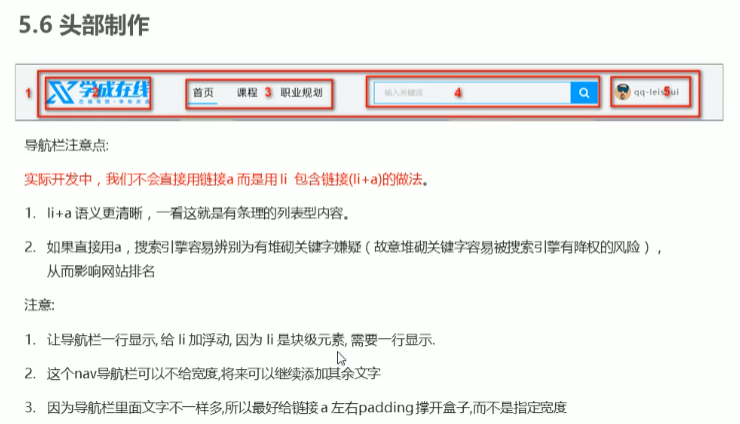 5.6 头部制作
1
学成在线
2
首页
课程
3
职业规划
输入关键词
4
qq-leishui
5
导航栏注意点:
实际开发中，我们不会直接用链接a 而是用 li 包含链接(li+a)的做法。
1. li+a 语义更清晰，一看这就是有条理的列表型内容。
2. 如果直接用a，搜索引擎容易辨别为有堆砌关键字嫌疑（故意堆砌关键字容易被搜索引擎有降权的风险），
从而影响网站排名
注意:
1. 让导航栏一行显示, 给 li 加浮动, 因为 li 是块级元素, 需要一行显示.
2. 这个nav导航栏可以不给宽度,将来可以继续添加其余文字
3. 因为导航栏里面文字不一样多,所以最好给链接 a 左右padding 撑开盒子,而不是指定宽度